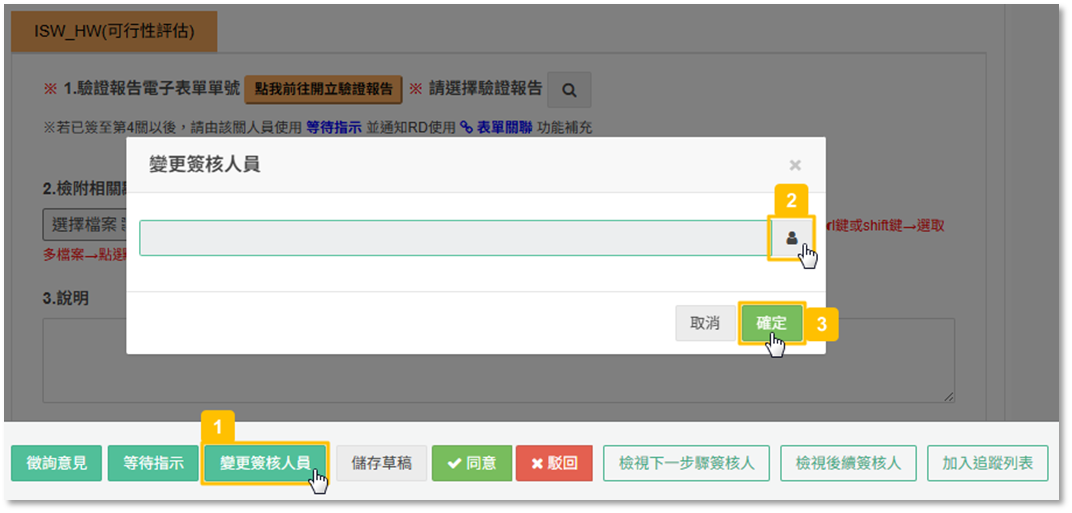 ISW_HW(可行性評估)
※ 1.驗證報告電子表單單號 點我前往開立驗證報告 ※ 請選擇驗證報告
※若已簽至第4關以後，請由該關人員使用 等待指示 並通知RD使用 表單關聯 功能補充
變更簽核人員 ×
2
2.檢附相關
選擇檔案 鍵或shift鍵→選取
多檔案→點選
3.說明
取消 確定 3
1
徵詢意見 等待指示 變更簽核人員 儲存草稿 同意 駁回 檢視下一步驟簽核人 檢視後續簽核人 加入追蹤列表